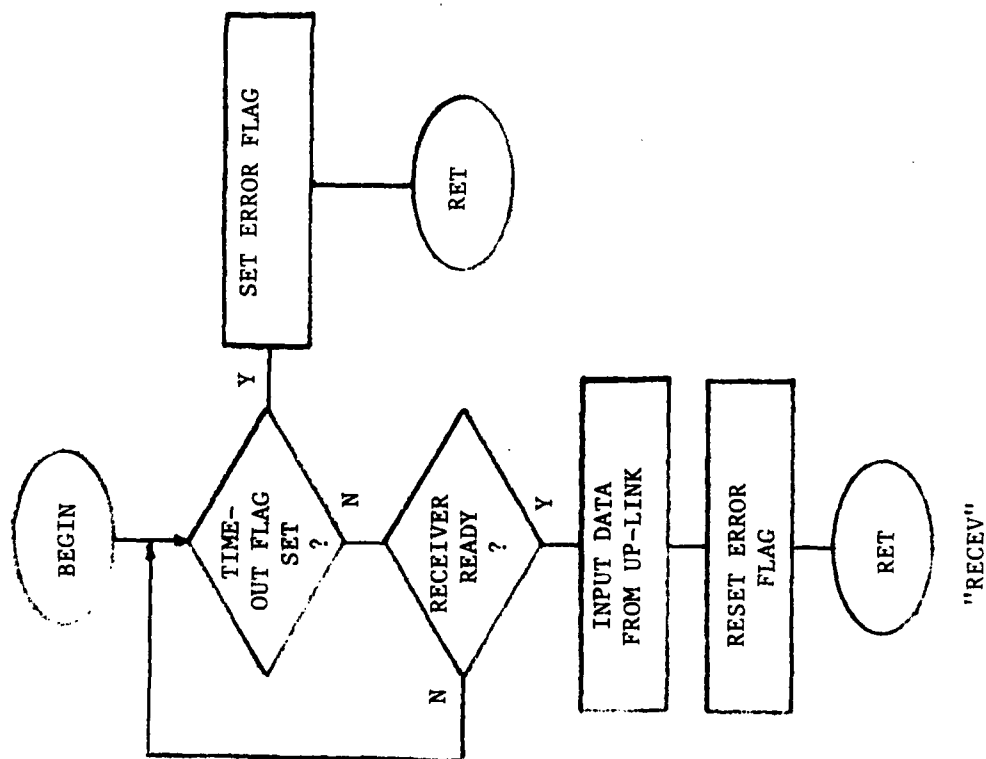 BEGIN
TIME-
OUT FLAG
SET
?
Y
SET ERROR FLAG
RET
N
RECEIVER
READY
?
N
Y
INPUT DATA
FROM UP-LINK
RESET ERROR
FLAG
RET
"RECEV"